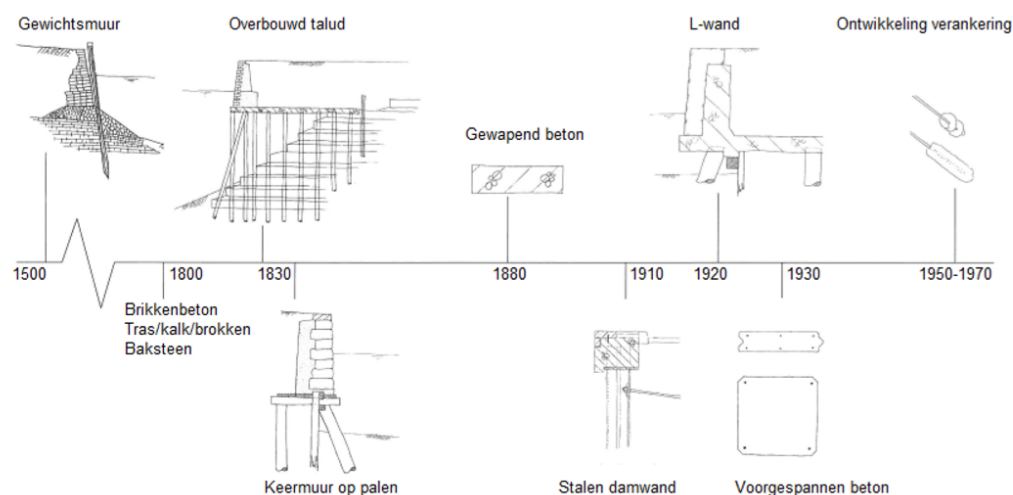 Gewichtsmuur
Overbouwd talud
L-wand
Ontwikkeling verankering
Gewapend beton
1500
1800
1830
1880
1910
1920
1930
1950-1970
Brikkenbeton
Tras/kalk/brokken
Baksteen
Keermuur op palen
Stalen damwand
Voorgespannen beton